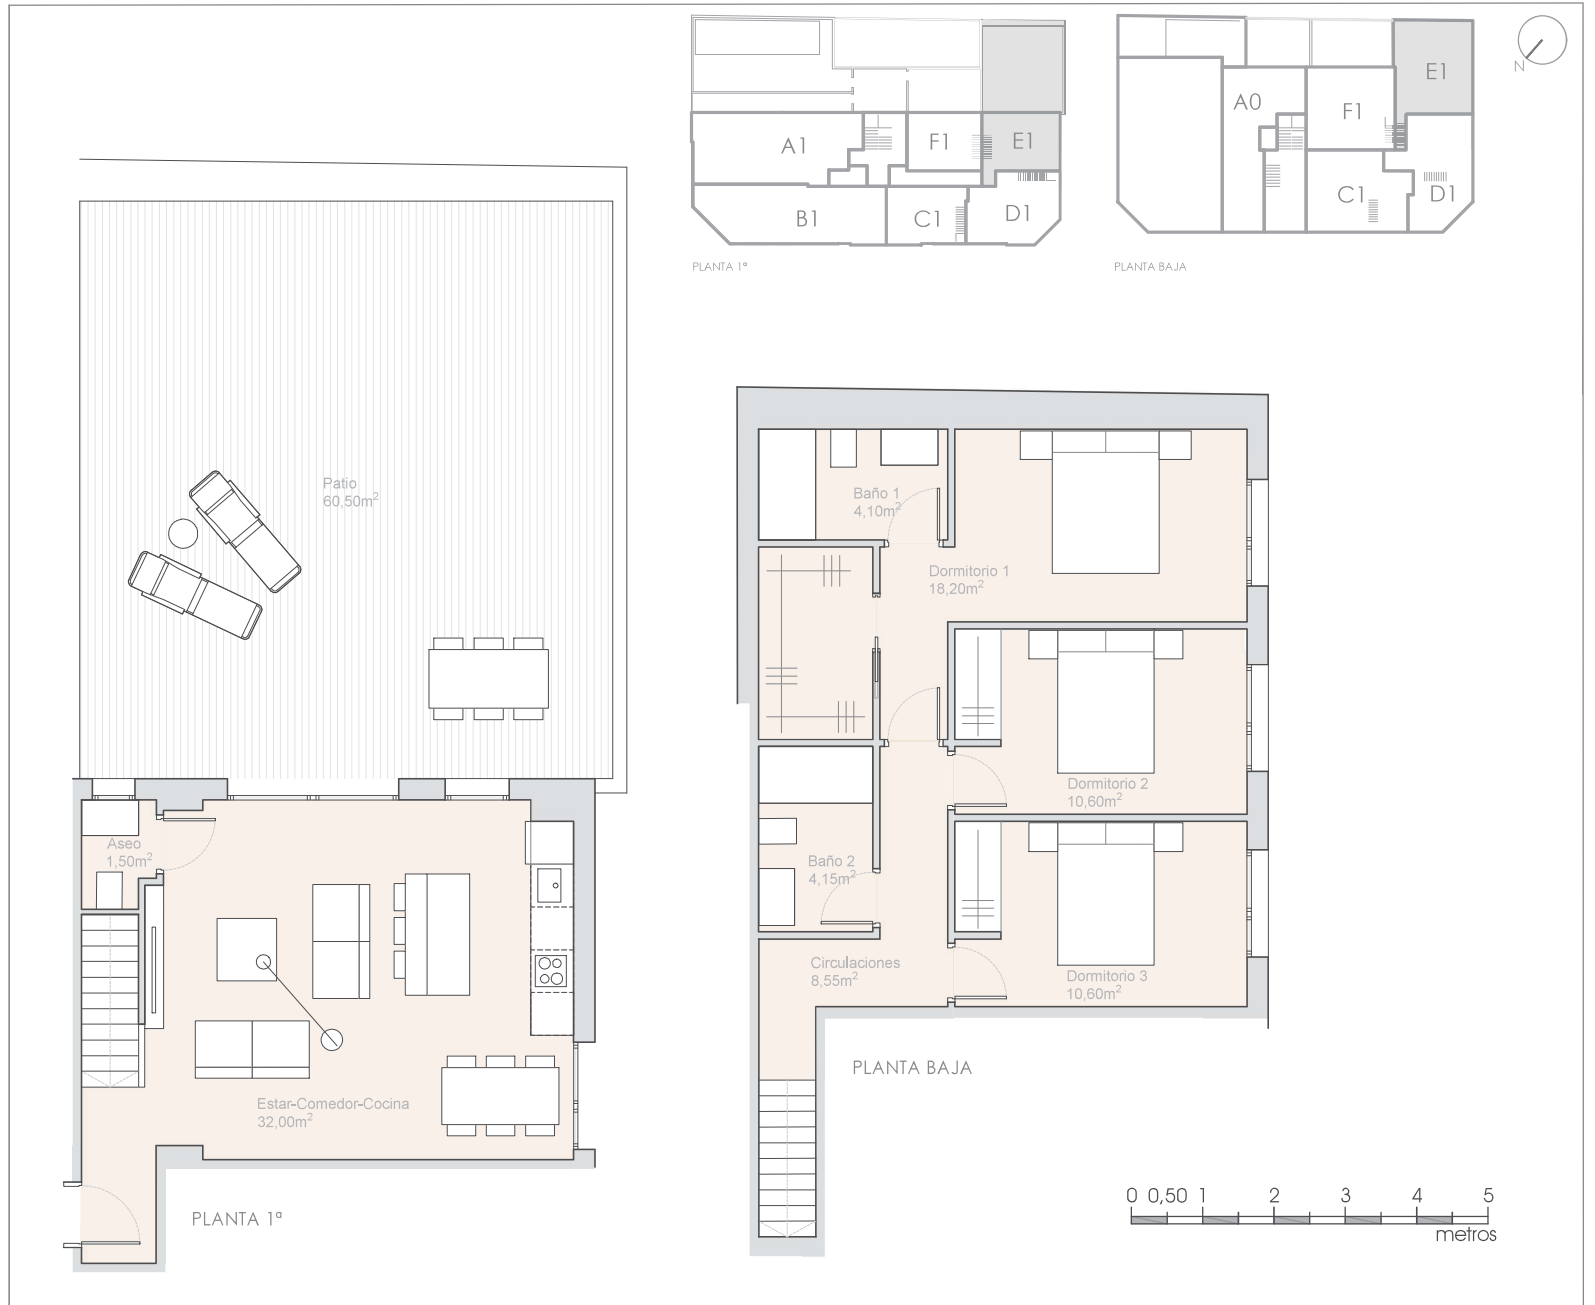 A1
F1
E1
B1
C1
D1
PLANTA 1ª
E1
A0
F1
C1
D1
PLANTA BAJA
N
Patio
60,50m²
Aseo
1,50m²
Estar-Comedor-Cocina
32,00m²
PLANTA 1ª
Baño 1
4,10m²
Dormitorio 1
18,20m²
Dormitorio 2
10,60m²
Baño 2
4,15m²
Circulaciones
8,55m²
Dormitorio 3
10,60m²
PLANTA BAJA
0 0,50 1 2 3 4 5
metros